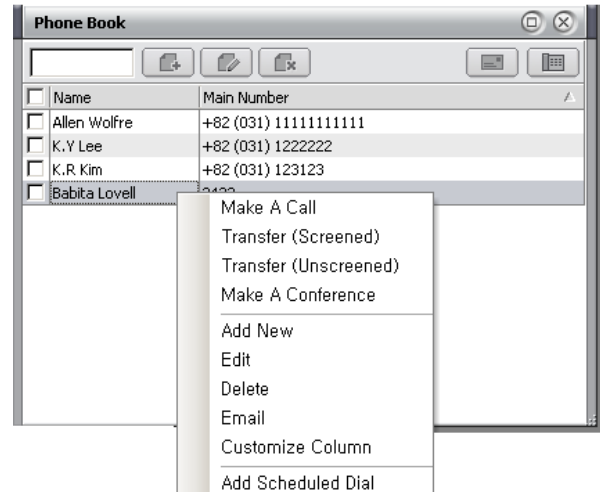 Phone Book
Name Main Number
Allen Wolfre +82 (031) 11111111111
K.Y Lee +82 (031) 1222222
K.R Kim +82 (031) 123123
Babita Lovell
Make A Call
Transfer (Screened)
Transfer (Unscreened)
Make A Conference
Add New
Edit
Delete
Email
Customize Column
Add Scheduled Dial